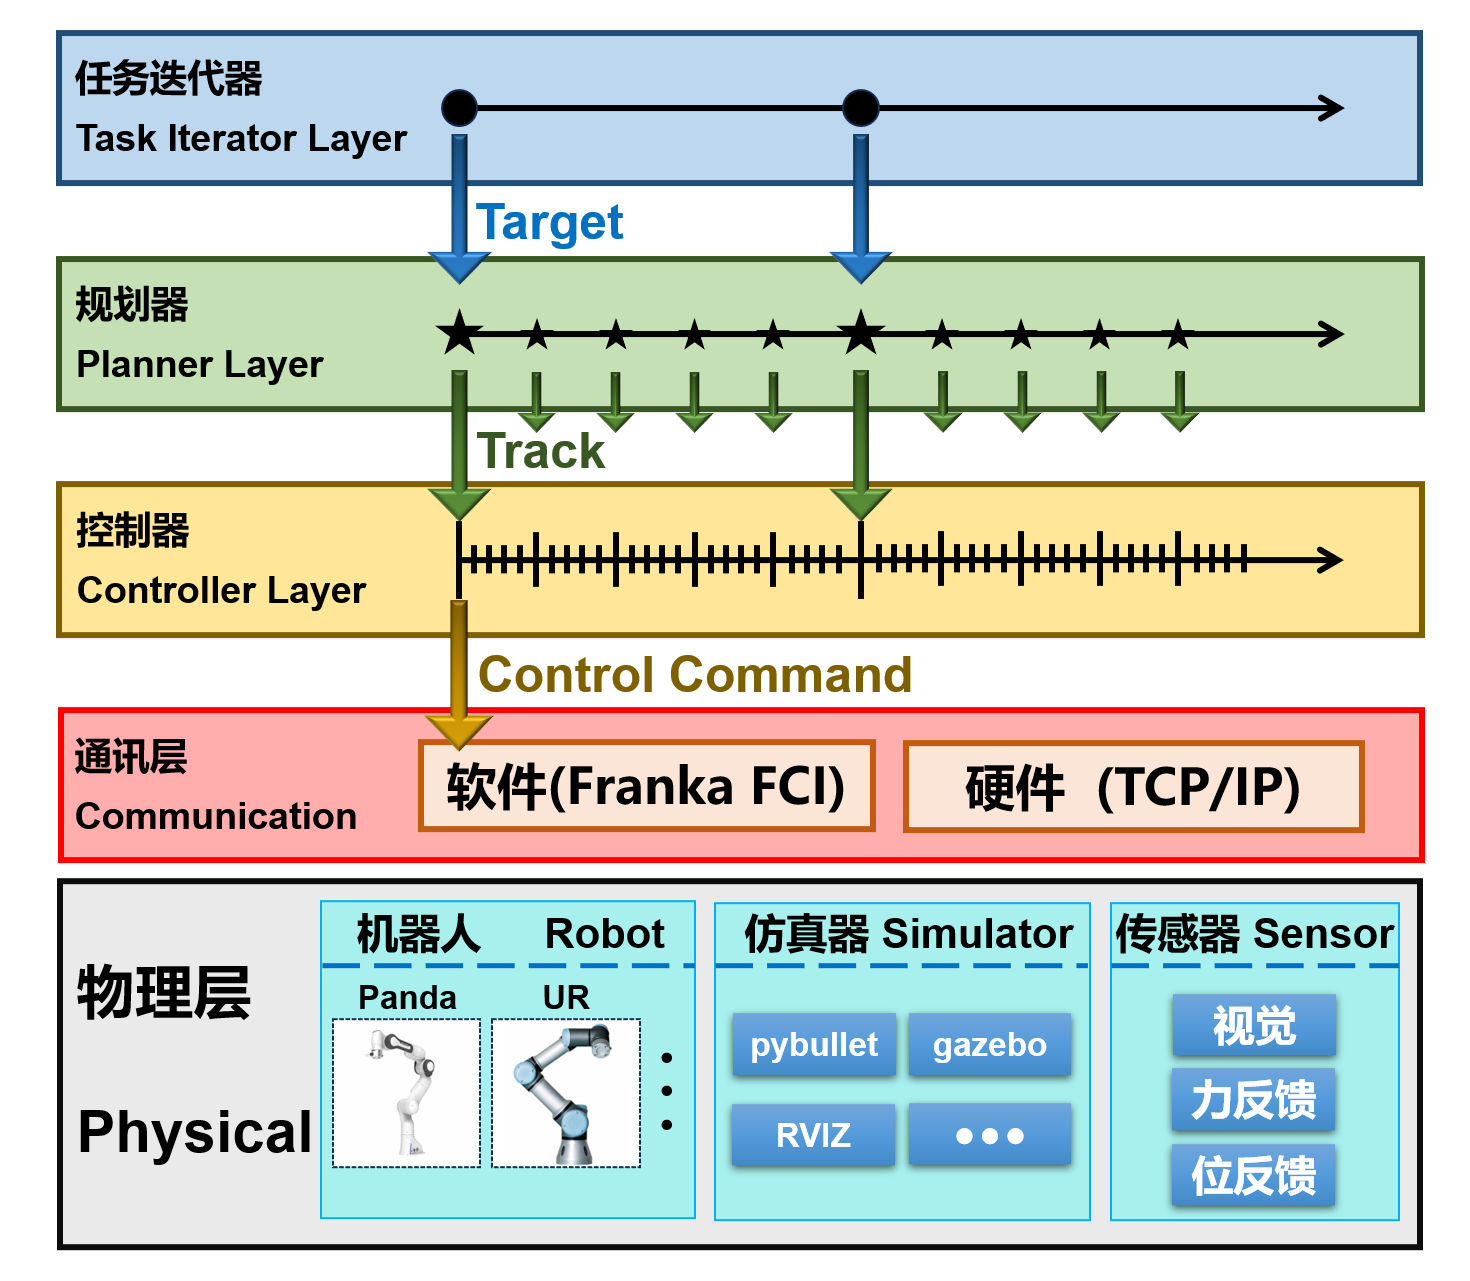 任务迭代器
Task Iterator Layer
Target
规划器
Planner Layer
Track
控制器
Controller Layer
Control Command
通讯层
Communication
软件(Franka FCI)
硬件 (TCP/IP)
物理层
Physical
机器人 Robot
Panda UR
仿真器 Simulator
pybullet gazebo
RVIZ
传感器 Sensor
视觉
力反馈
位反馈